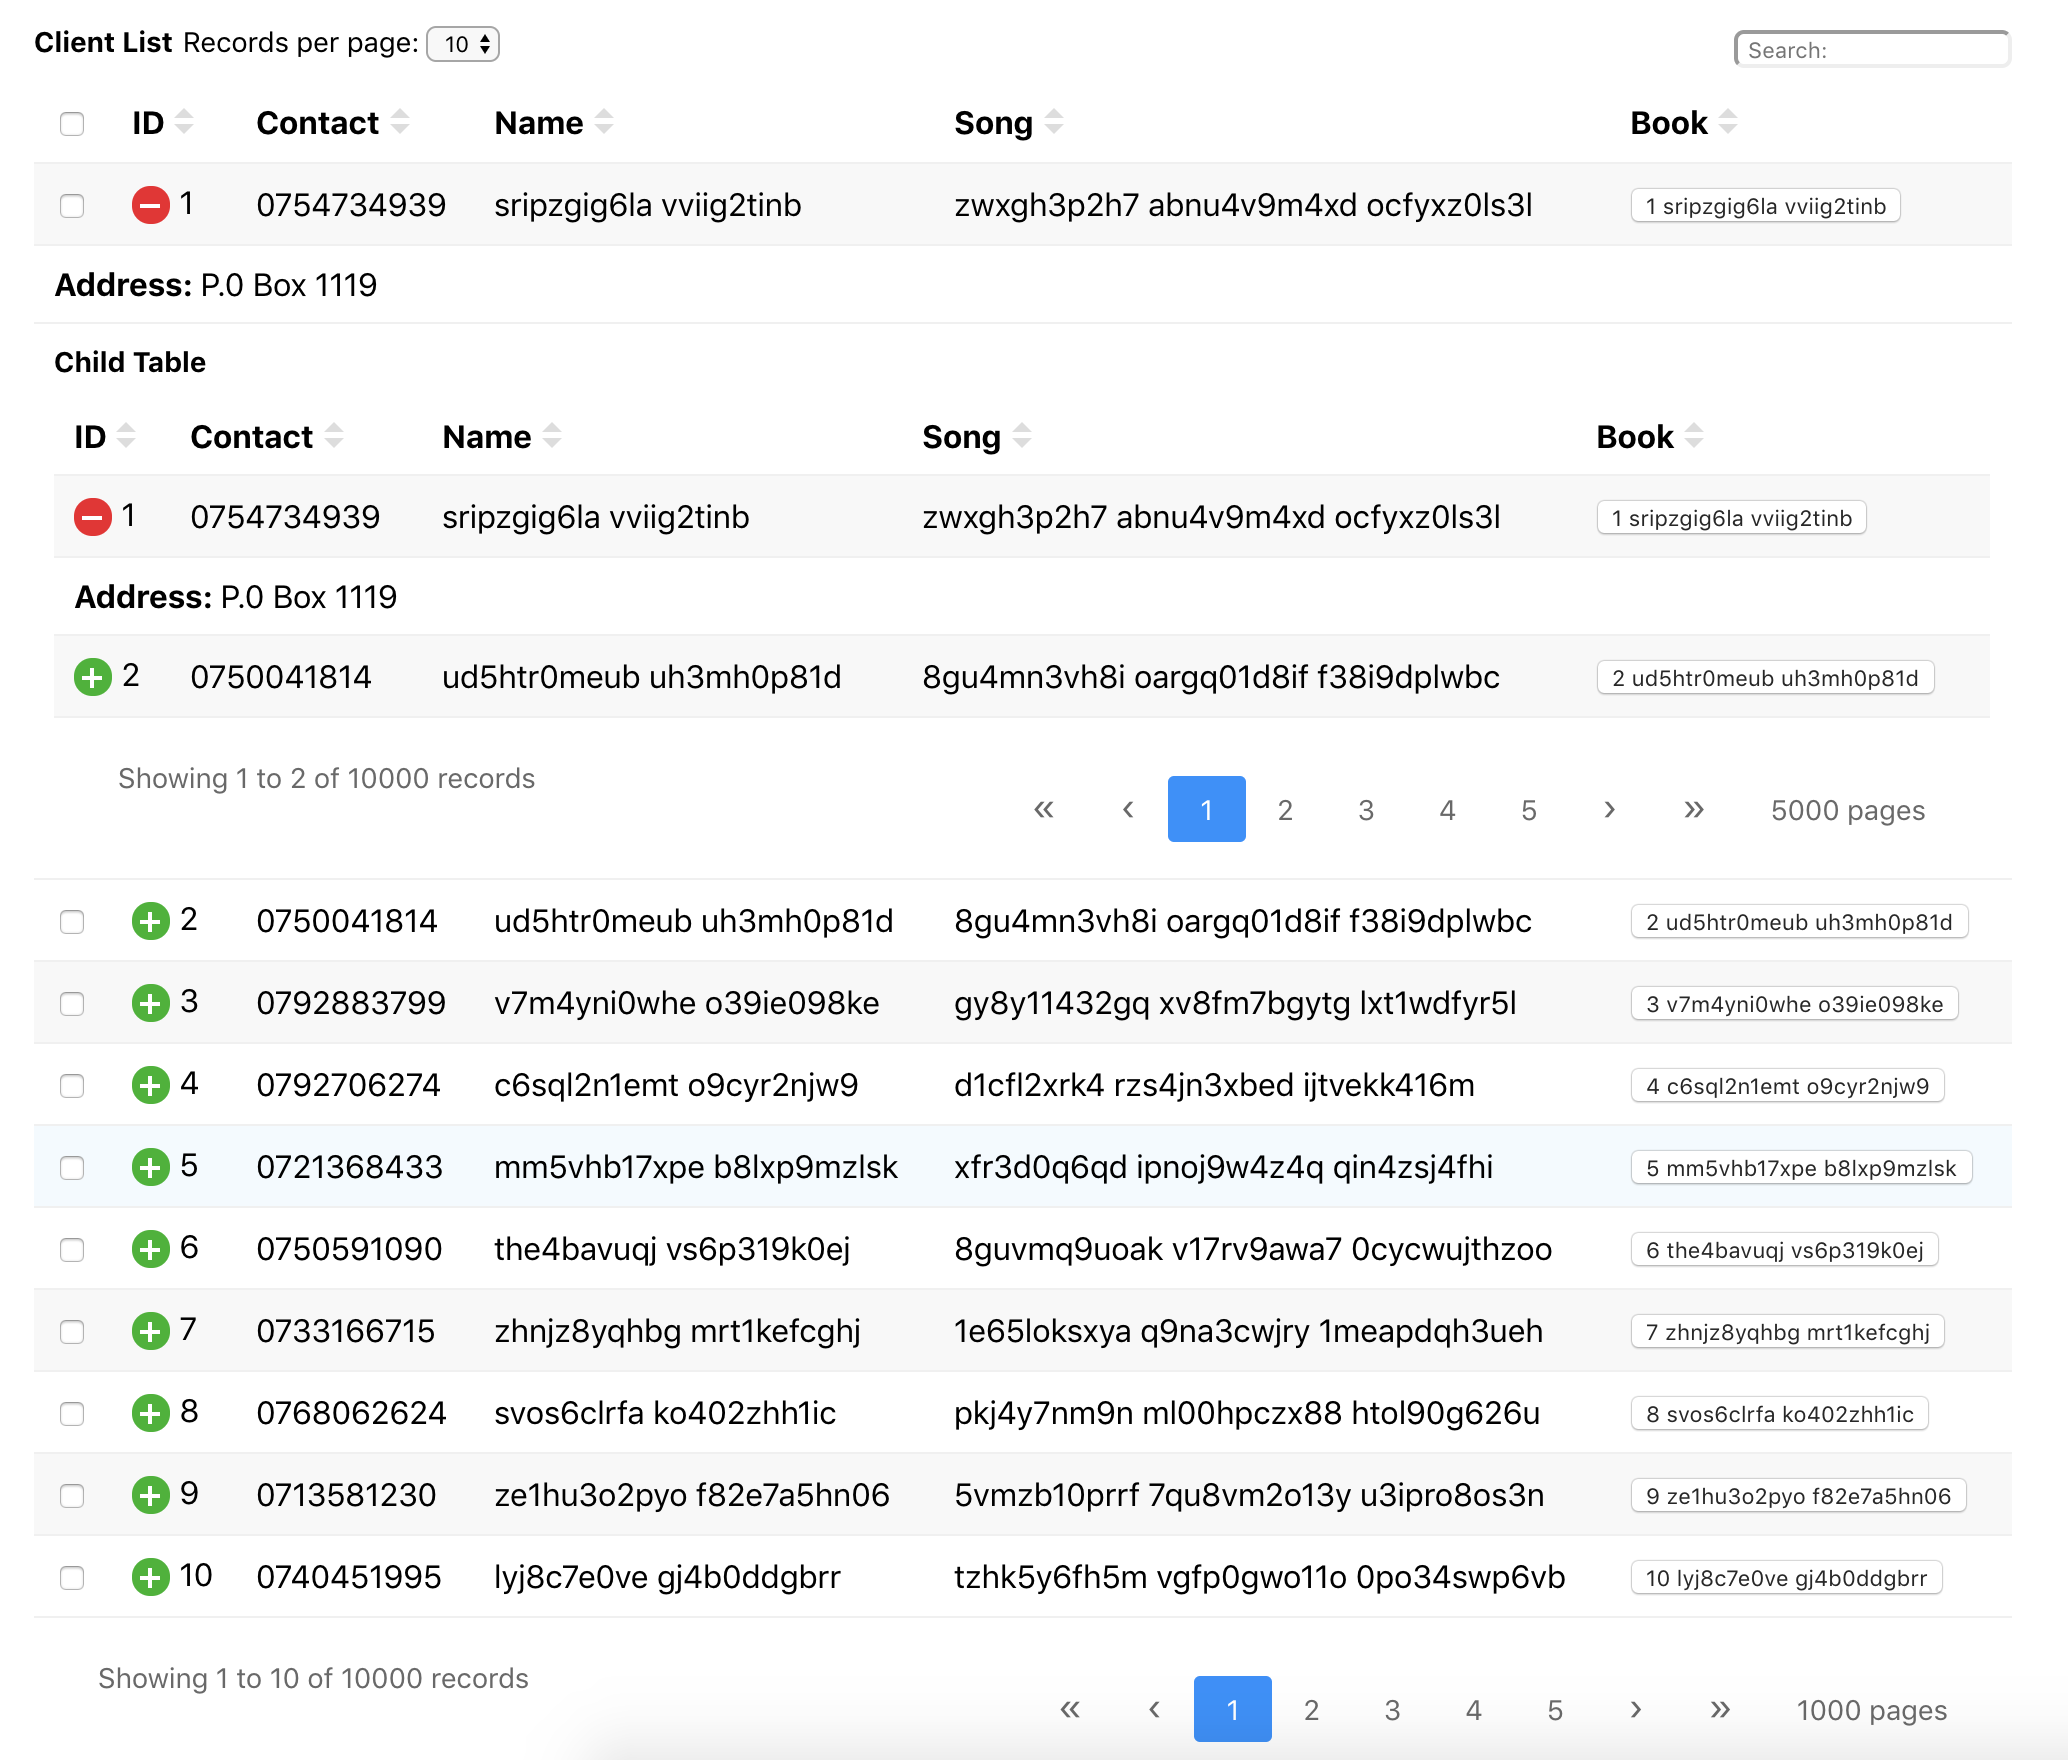 Client List Records per page: 10 Search:
ID Contact Name Song Book
1 0754734939 sripzgig6la vviig2tinb zwxgh3p2h7 abnu4v9m4xd ocfyxz0ls3l 1 sripzgig6la vviig2tinb
Address: P.0 Box 1119
Child Table
ID Contact Name Song Book
1 0754734939 sripzgig6la vviig2tinb zwxgh3p2h7 abnu4v9m4xd ocfyxz0ls3l 1 sripzgig6la vviig2tinb
Address: P.0 Box 1119
2 0750041814 ud5htr0meub uh3mh0p81d 8gu4mn3vh8i oargq01d8if f38i9dplwbc 2 ud5htr0meub uh3mh0p81d
Showing 1 to 2 of 10000 records
« ‹ 1 2 3 4 5 › » 5000 pages
2 0750041814 ud5htr0meub uh3mh0p81d 8gu4mn3vh8i oargq01d8if f38i9dplwbc 2 ud5htr0meub uh3mh0p81d
3 0792883799 v7m4yni0whe o39ie098ke gy8y11432gq xv8fm7bgytg lxt1wdfyr5l 3 v7m4yni0whe o39ie098ke
4 0792706274 c6sql2n1emt o9cyr2njw9 d1cfl2xrk4 rzs4jn3xbed ijtvekk416m 4 c6sql2n1emt o9cyr2njw9
5 0721368433 mm5vhb17xpe b8lxp9mzlsk xfr3d0q6qd ipnoj9w4z4q qin4zsj4fhi 5 mm5vhb17xpe b8lxp9mzlsk
6 0750591090 the4bavuqj vs6p319k0ej 8guvmq9uoak v17rv9awa7 0cycwujthzoo 6 the4bavuqj vs6p319k0ej
7 0733166715 zhnjz8yqhbg mrt1kefcghj 1e65loksxya q9na3cwjry 1meapdqh3ueh 7 zhnjz8yqhbg mrt1kefcghj
8 0768062624 svos6clrfa ko402zhh1ic pkj4y7nm9n ml00hpczx88 htol90g626u 8 svos6clrfa ko402zhh1ic
9 0713581230 ze1hu3o2pyo f82e7a5hn06 5vmzb10prrf 7qu8vm2o13y u3ipro8os3n 9 ze1hu3o2pyo f82e7a5hn06
10 0740451995 lyj8c7e0ve gj4b0ddgbrr tzhk5y6fh5m vgfp0gwo11o 0po34swp6vb 10 lyj8c7e0ve gj4b0ddgbrr
Showing 1 to 10 of 10000 records
« ‹ 1 2 3 4 5 › » 1000 pages